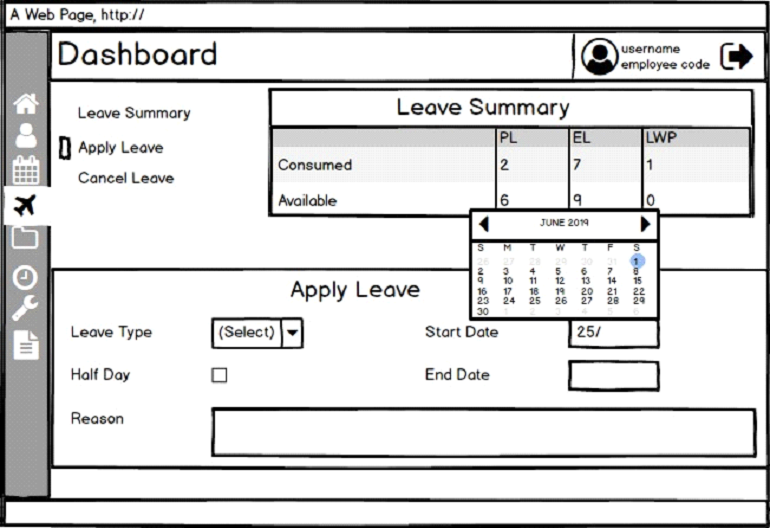 A Web Page, http://
Dashboard
username
employee code
Leave Summary
Apply Leave
Cancel Leave
Leave Summary
PL EL LWP
Consumed 2 7 1
Available 6 9 0
JUNE 2019
S M T W T F S
26 27 28 29 30 31 1
2 3 4 5 6 7 8
9 10 11 12 13 14 15
16 17 18 19 20 21 22
23 24 25 26 27 28 29
30 1 2 3 4 5 6
Apply Leave
Leave Type (Select) Start Date 25/
Half Day End Date
Reason